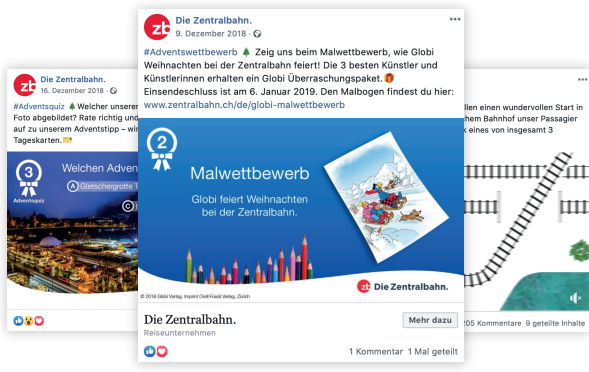 zb
Die Zentralbahn.
9. Dezember 2018 ·
#Adventswettbewerb Zeig uns beim Malwettbewerb, wie Globi
Weihnachten bei der Zentralbahn feiert! Die 3 besten Künstler und
Künstlerinnen erhalten ein Globi Überraschungspaket.
Einsendeschluss ist am 6. Januar 2019. Den Malbogen findest du hier:
www.zentralbahn.ch/de/globi-malwettbewerb
2
Malwettbewerb
Globi feiert Weihnachten
bei der Zentralbahn.
zb Die Zentralbahn.
© 2018 Globi Verlag, Imprint Orell Füssli Verlag, Zürich
Die Zentralbahn.
Reiseunternehmen
Mehr dazu
1 Kommentar 1 Mal geteilt
zb
Die Zentralbahn.
16. Dezember 2018 ·
#Adventsquiz Welcher unserer
Foto abgebildet? Rate richtig und
auf zu unserem Adventstipp – wir
Tageskarten.
3
Adventsquiz
Welchen Adven
A Gletschergrotte T
llen einen wundervollen Start in
chem Bahnhof unser Passagier
k eines von insgesamt 3
205 Kommentare 9 geteilte Inhalte